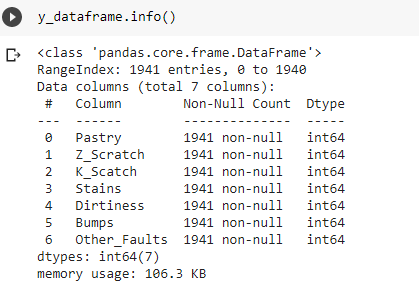 y_dataframe.info()
<class 'pandas.core.frame.DataFrame'>
RangeIndex: 1941 entries, 0 to 1940
Data columns (total 7 columns):
 #   Column        Non-Null Count  Dtype
---  ------        --------------  -----
 0   Pastry        1941 non-null   int64
 1   Z_Scratch     1941 non-null   int64
 2   K_Scatch      1941 non-null   int64
 3   Stains        1941 non-null   int64
 4   Dirtiness     1941 non-null   int64
 5   Bumps         1941 non-null   int64
 6   Other_Faults  1941 non-null   int64
dtypes: int64(7)
memory usage: 106.3 KB